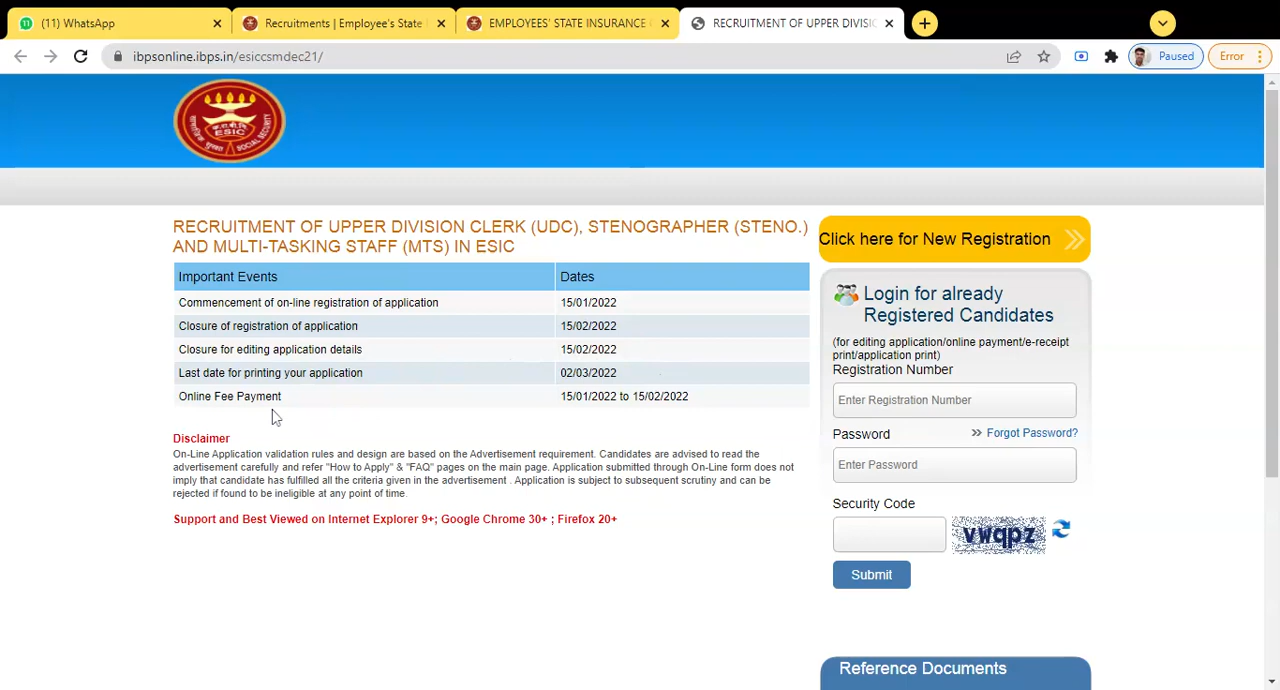 (11) WhatsApp
Recruitments | Employee's State
EMPLOYEES' STATE INSURANCE
RECRUITMENT OF UPPER DIVISIO
ibpsonline.ibps.in/esiccsmdec21/
Paused
Error
क.रा.बी.नि
ESIC
SOCIAL SECURITY
RECRUITMENT OF UPPER DIVISION CLERK (UDC), STENOGRAPHER (STENO.)
AND MULTI-TASKING STAFF (MTS) IN ESIC
Important Events Dates
Commencement of on-line registration of application 15/01/2022
Closure of registration of application 15/02/2022
Closure for editing application details 15/02/2022
Last date for printing your application 02/03/2022
Online Fee Payment 15/01/2022 to 15/02/2022
Disclaimer
On-Line Application validation rules and design are based on the Advertisement requirement. Candidates are advised to read the
advertisement carefully and refer "How to Apply" & "FAQ" pages on the main page. Application submitted through On-Line form does not
imply that candidate has fulfilled all the criteria given in the advertisement . Application is subject to subsequent scrutiny and can be
rejected if found to be ineligible at any point of time.
Support and Best Viewed on Internet Explorer 9+; Google Chrome 30+ ; Firefox 20+
Click here for New Registration
Login for already
Registered Candidates
(for editing application/online payment/e-receipt
print/application print)
Registration Number
Enter Registration Number
Password
Forgot Password?
Enter Password
Security Code
vwqpz
Submit
Reference Documents